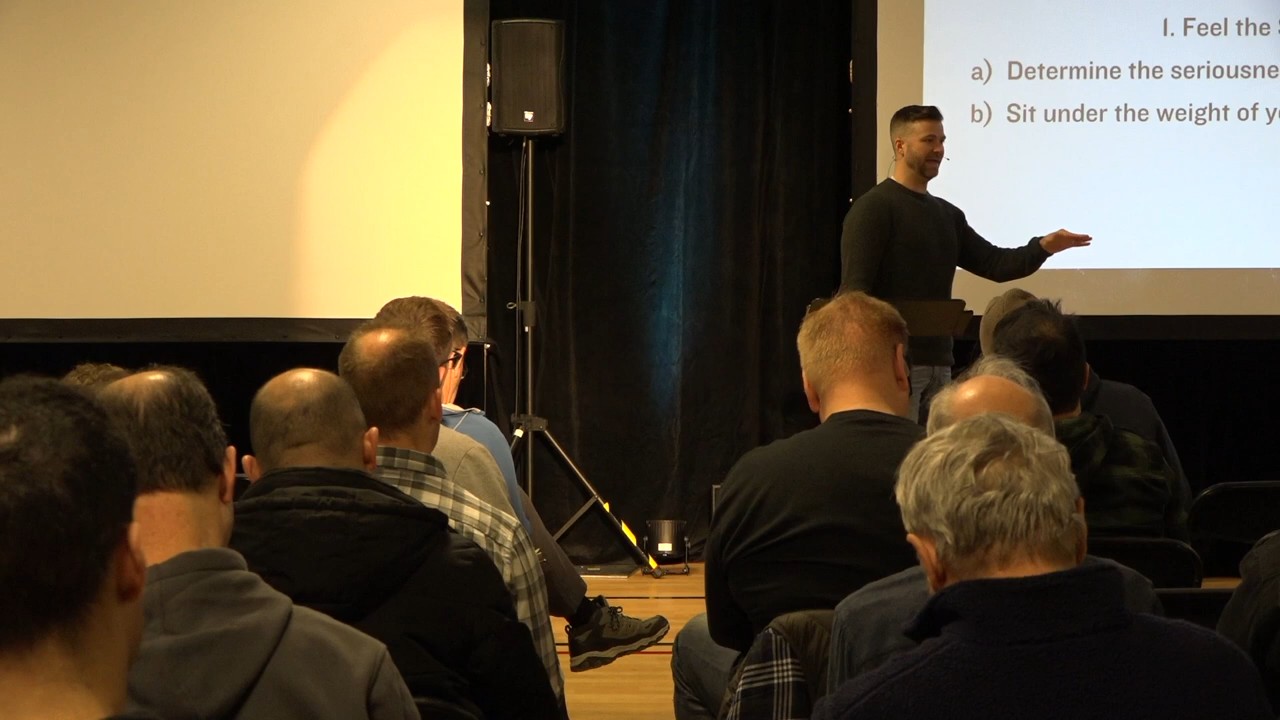 I. Feel the
a) Determine the seriousne
b) Sit under the weight of y